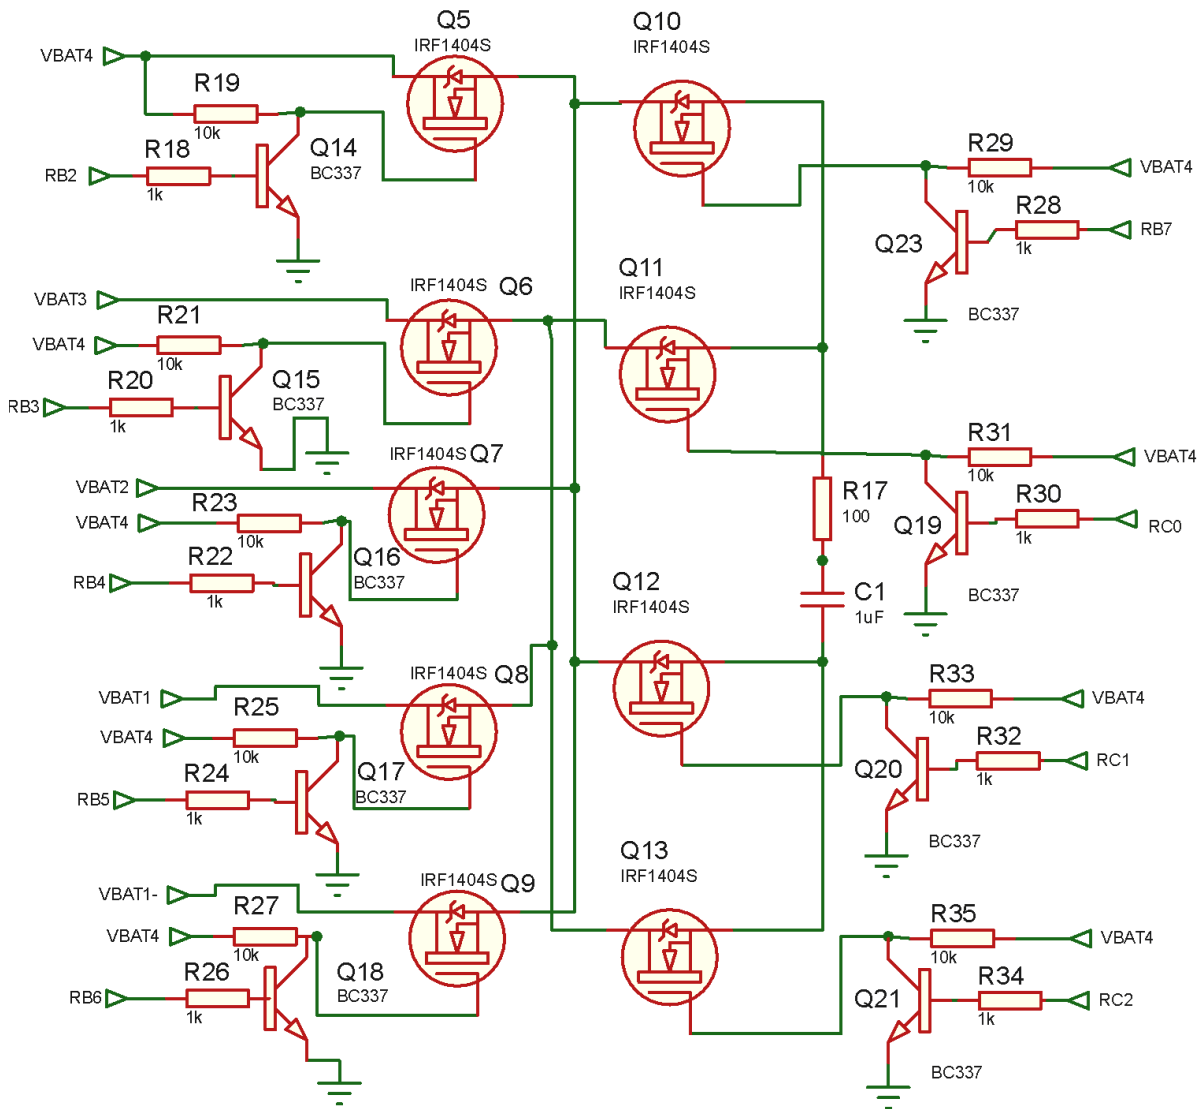 Q5
IRF1404S
Q10
IRF1404S
VBAT4
R19
10k
R18
1k
RB2
Q14
BC337
R29
10k
VBAT4
R28
1k
RB7
Q23
BC337
VBAT3
IRF1404S
Q6
Q11
IRF1404S
R21
10k
VBAT4
R20
1k
RB3
Q15
BC337
IRF1404S
Q7
R31
10k
VBAT4
R30
1k
RC0
Q19
BC337
VBAT2
R23
10k
VBAT4
R22
1k
RB4
Q16
BC337
R17
100
C1
1uF
Q12
IRF1404S
IRF1404S
Q8
VBAT1
R25
10k
VBAT4
R24
1k
RB5
Q17
BC337
R33
10k
VBAT4
R32
1k
RC1
Q20
BC337
Q13
IRF1404S
IRF1404S
Q9
VBAT1-
R27
10k
VBAT4
R26
1k
RB6
Q18
BC337
R35
10k
VBAT4
R34
1k
RC2
Q21
BC337